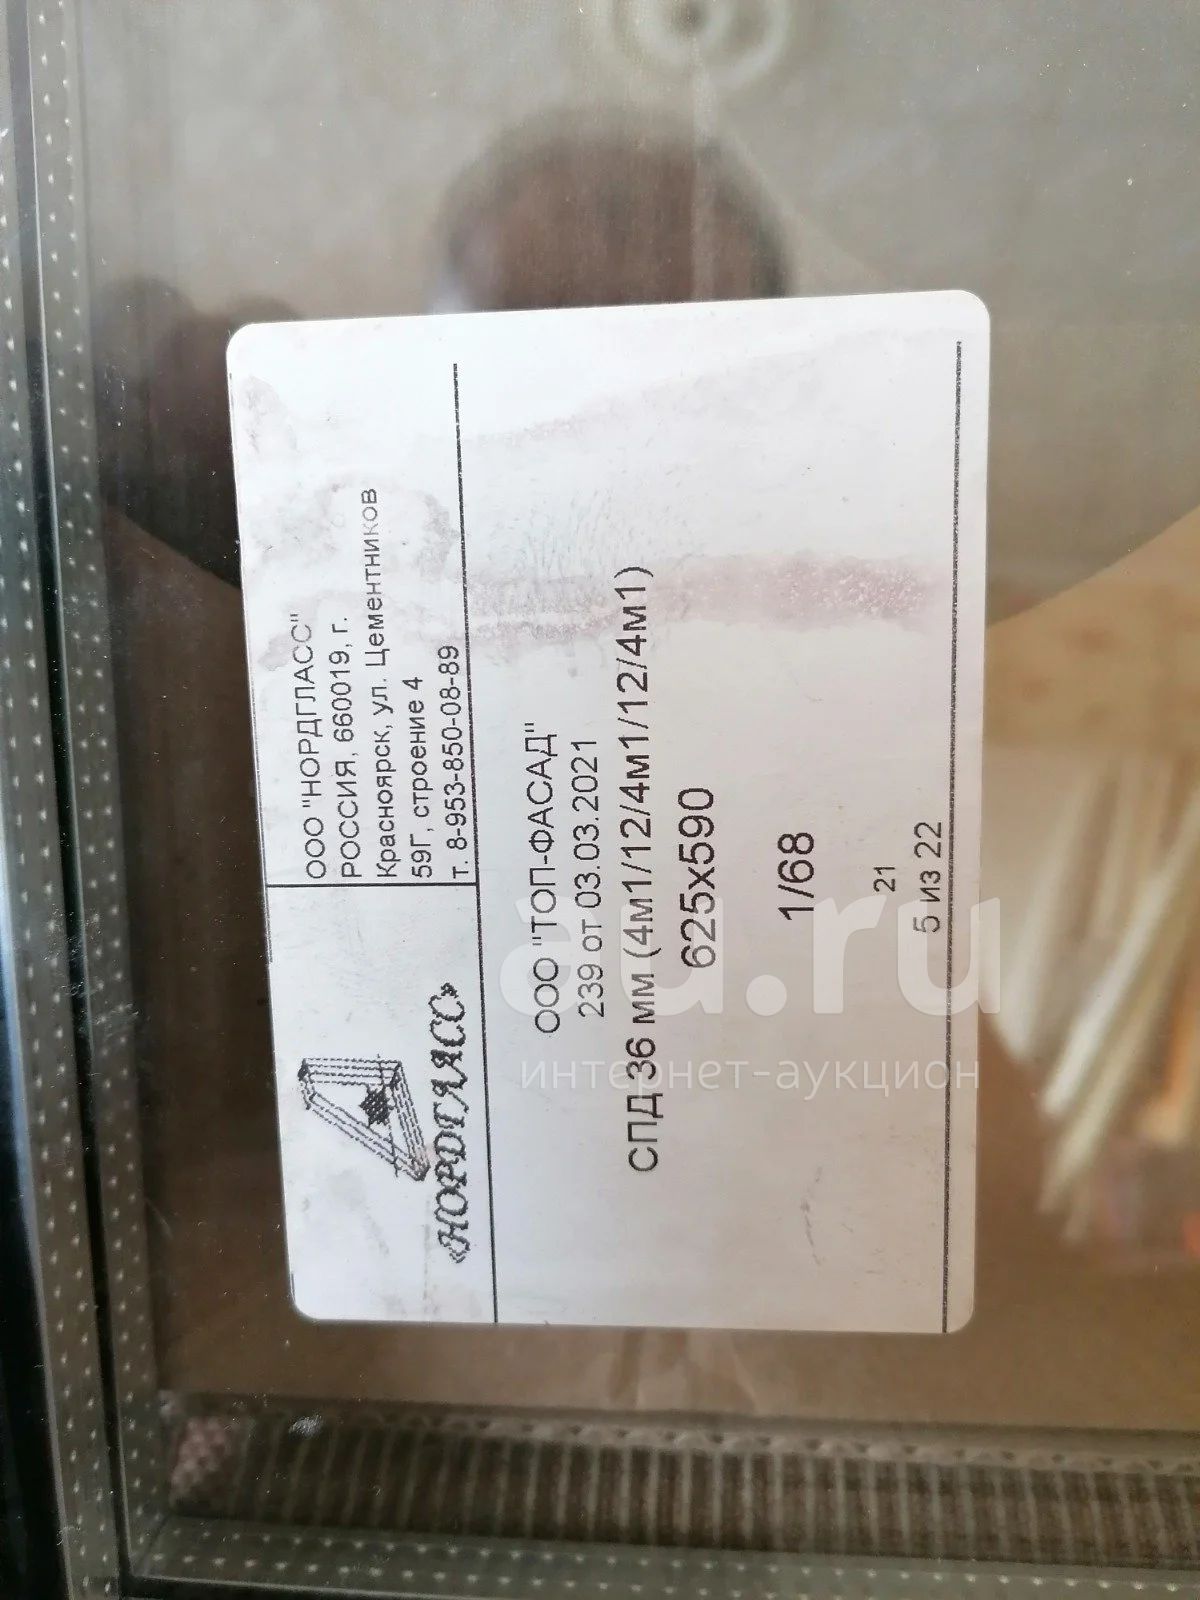 «НОРДГЛАСС»
ООО "НОРДГЛАСС"
РОССИЯ, 660019, г.
Красноярск, ул. Цементников
59Г, строение 4
т. 8-953-850-08-89
ООО "ТОП-ФАСАД"
239 от 03.03.2021
СПД 36 мм (4м1/12/4м1/12/4м1)
625x590
1/68
21
5 из 22
au.ru
интернет-аукцион